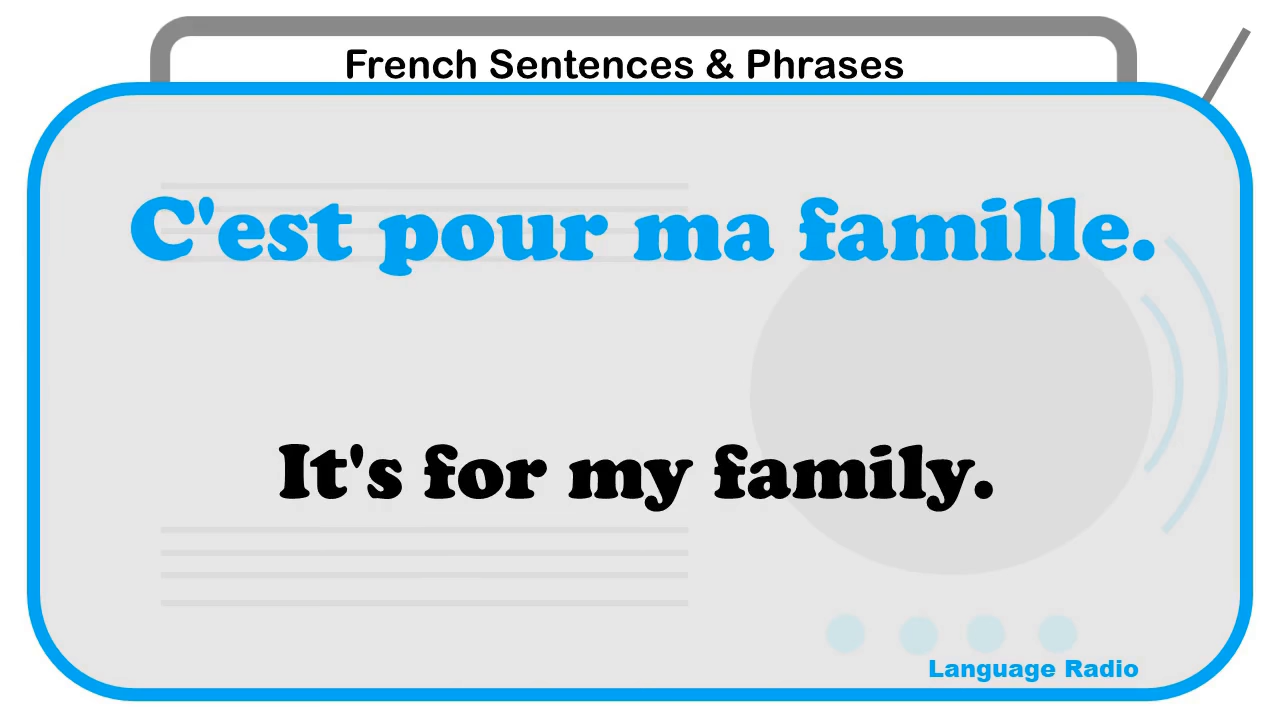 French Sentences & Phrases
C'est pour ma famille.
It's for my family.
Language Radio